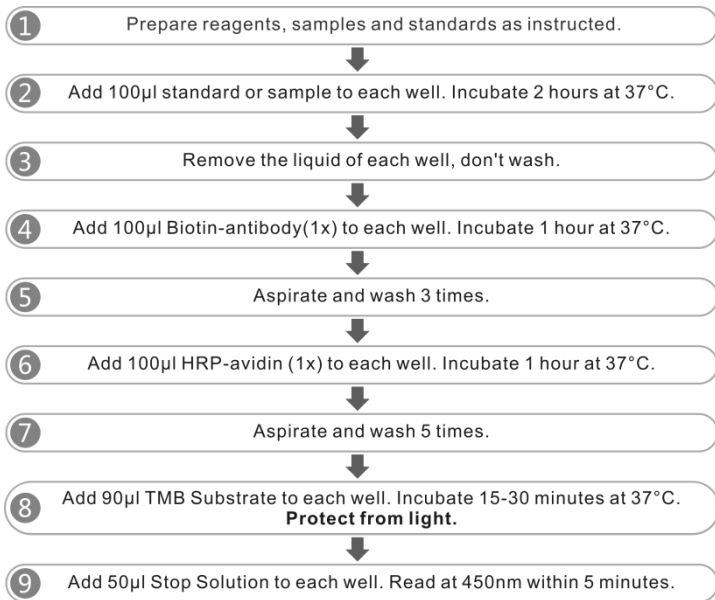 1 Prepare reagents, samples and standards as instructed.
2 Add 100μl standard or sample to each well. Incubate 2 hours at 37°C.
3 Remove the liquid of each well, don't wash.
4 Add 100μl Biotin-antibody(1x) to each well. Incubate 1 hour at 37°C.
5 Aspirate and wash 3 times.
6 Add 100μl HRP-avidin (1x) to each well. Incubate 1 hour at 37°C.
7 Aspirate and wash 5 times.
8 Add 90μl TMB Substrate to each well. Incubate 15-30 minutes at 37°C.
Protect from light.
9 Add 50μl Stop Solution to each well. Read at 450nm within 5 minutes.